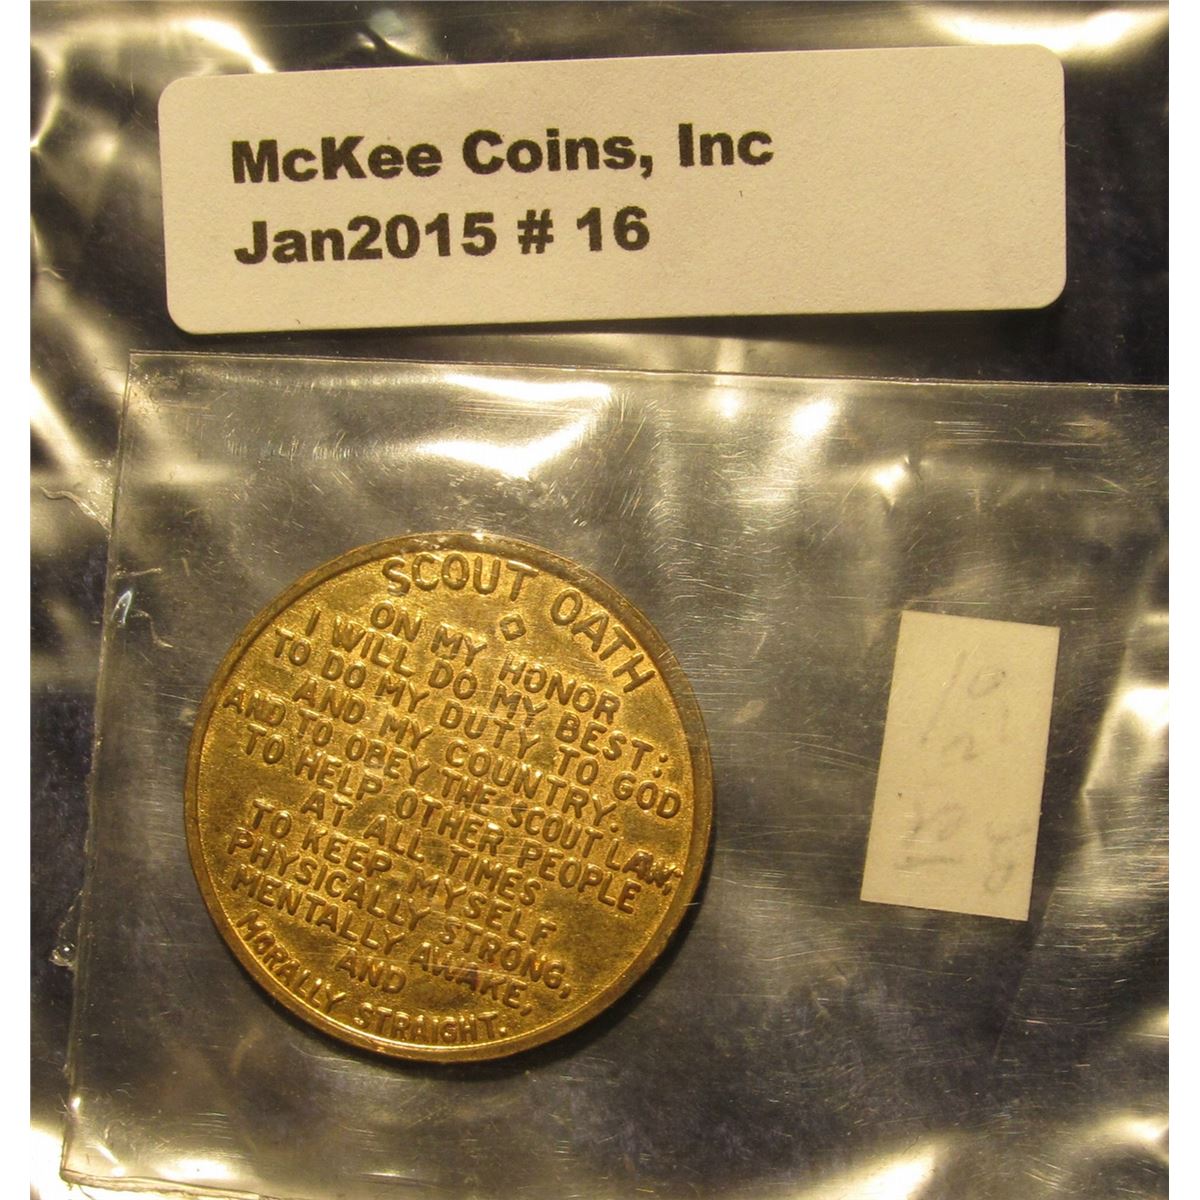 McKee Coins, Inc
Jan2015 # 16
SCOUT OATH
ON MY HONOR
I WILL DO MY BEST:
TO DO MY DUTY TO GOD
AND MY COUNTRY.
AND TO OBEY THE SCOUT LAW;
TO HELP OTHER PEOPLE
AT ALL TIMES
TO KEEP MYSELF
PHYSICALLY STRONG,
MENTALLY AWAKE
AND
MORALLY STRAIGHT.